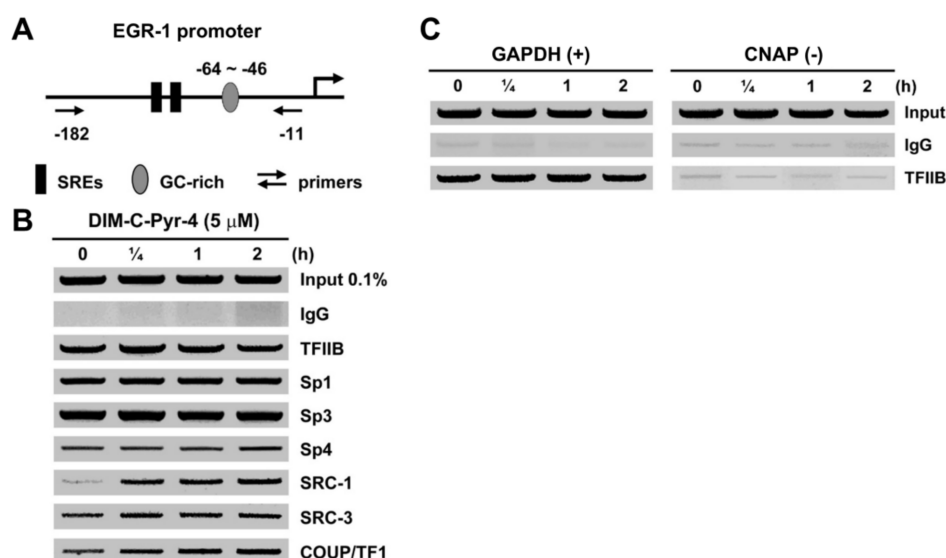 A
EGR-1 promoter
-64 ~ -46
-182
-11
SREs GC-rich primers
B
DIM-C-Pyr-4 (5 μM)
0 ¼ 1 2 (h)
Input 0.1%
IgG
TFIIB
Sp1
Sp3
Sp4
SRC-1
SRC-3
COUP/TF1
C
GAPDH (+) CNAP (-)
0 ¼ 1 2 0 ¼ 1 2 (h)
Input
IgG
TFIIB